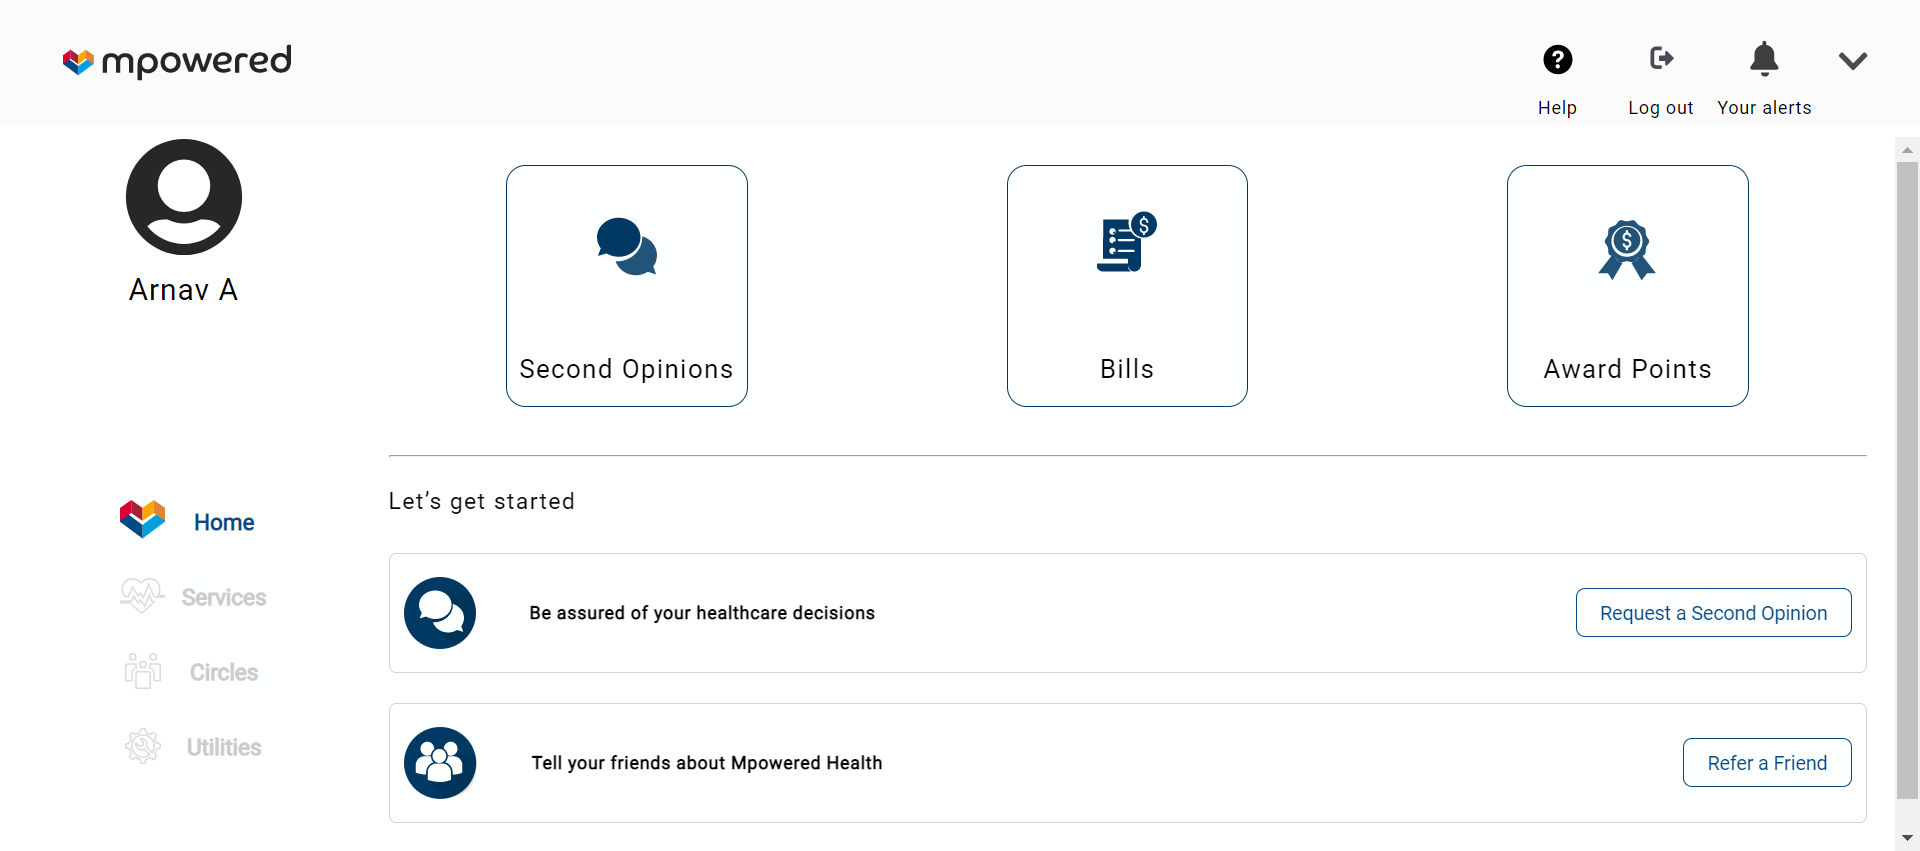 mpowered
Help
Log out
Your alerts
Arnav A
Second Opinions
Bills
Award Points
Home
Services
Circles
Utilities
Let’s get started
Be assured of your healthcare decisions
Request a Second Opinion
Tell your friends about Mpowered Health
Refer a Friend